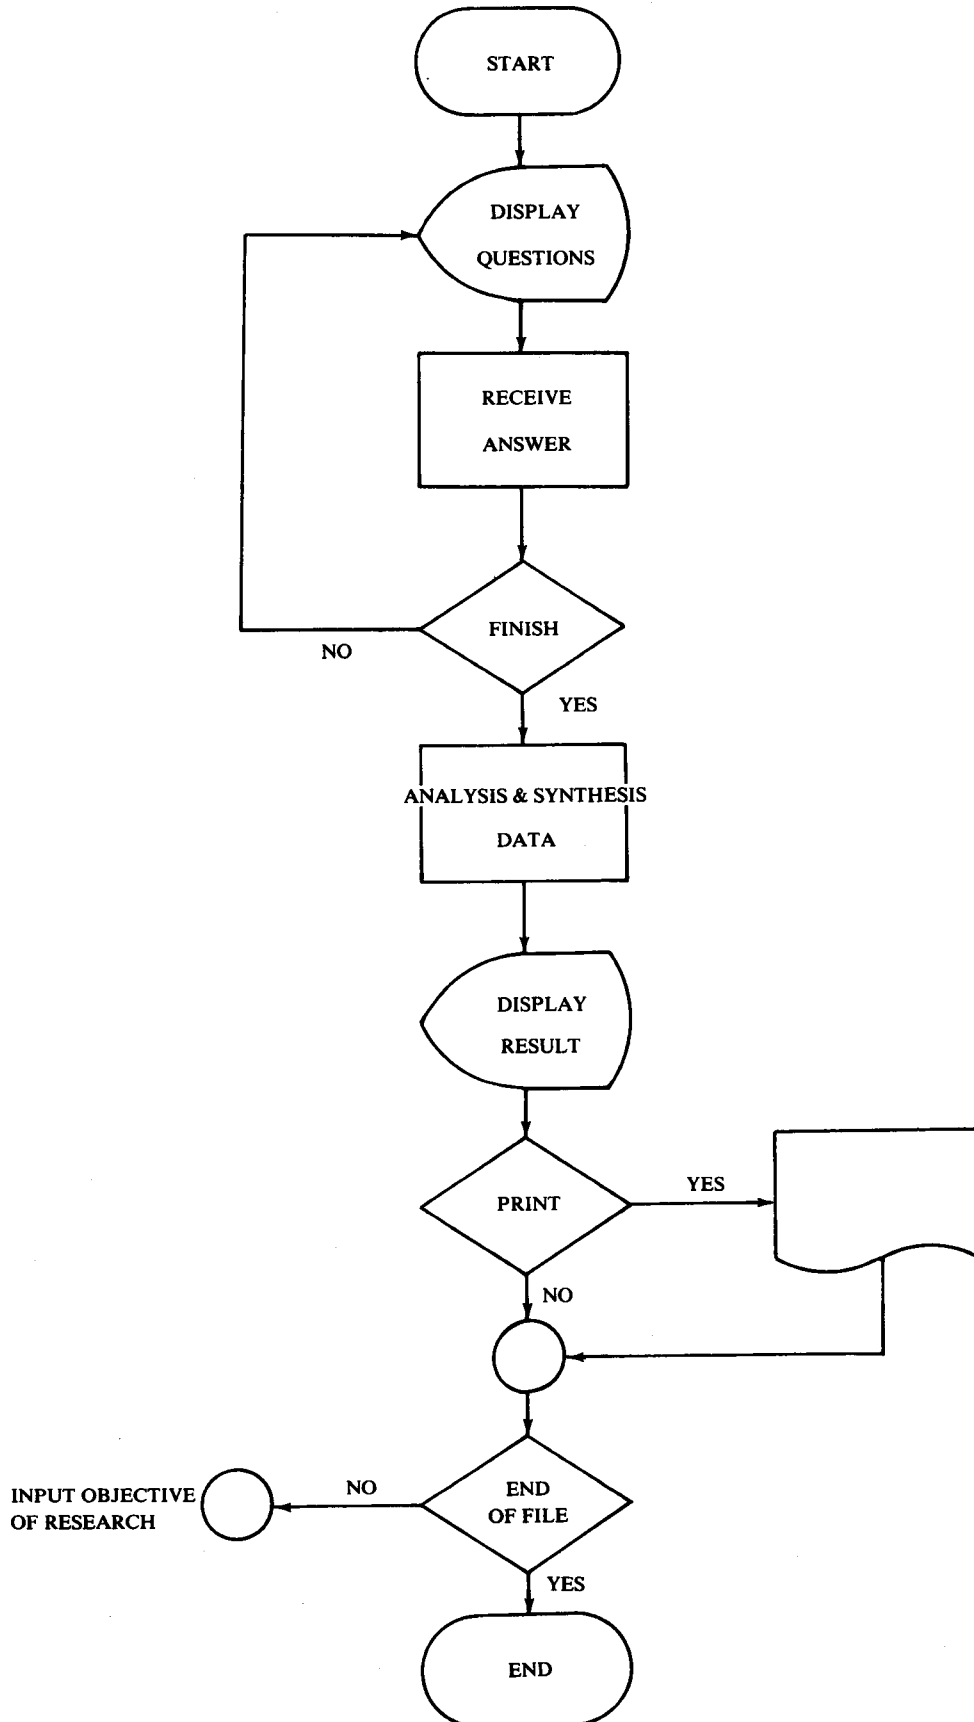 START
DISPLAY
QUESTIONS
RECEIVE
ANSWER
FINISH
NO
YES
ANALYSIS & SYNTHESIS
DATA
DISPLAY
RESULT
PRINT
YES
NO
END
OF FILE
NO
INPUT OBJECTIVE
OF RESEARCH
YES
END